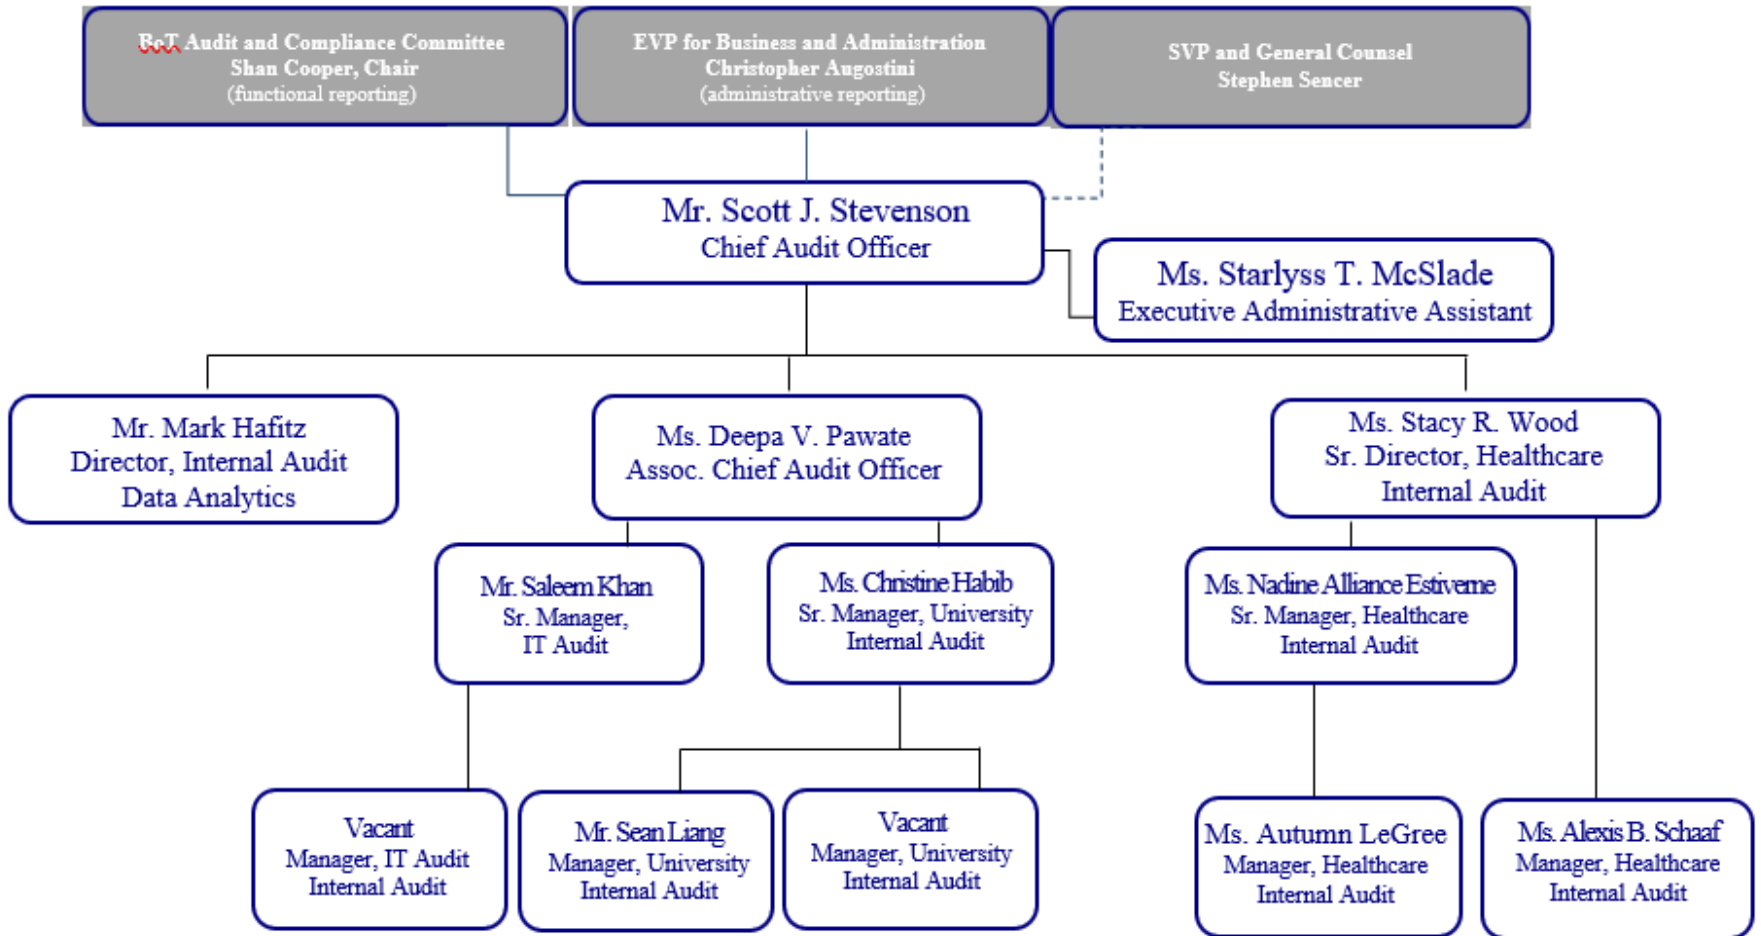 BoT Audit and Compliance Committee
Shan Cooper, Chair
(functional reporting)
EVP for Business and Administration
Christopher Augostini
(administrative reporting)
SVP and General Counsel
Stephen Sencer
Mr. Scott J. Stevenson
Chief Audit Officer
Ms. Starlyss T. McSlade
Executive Administrative Assistant
Mr. Mark Hafitz
Director, Internal Audit
Data Analytics
Ms. Deepa V. Pawate
Assoc. Chief Audit Officer
Ms. Stacy R. Wood
Sr. Director, Healthcare
Internal Audit
Mr. Saleem Khan
Sr. Manager,
IT Audit
Ms. Christine Habib
Sr. Manager, University
Internal Audit
Ms. Nadine Alliance Estiverne
Sr. Manager, Healthcare
Internal Audit
Vacant
Manager, IT Audit
Internal Audit
Mr. Sean Liang
Manager, University
Internal Audit
Vacant
Manager, University
Internal Audit
Ms. Autumn LeGree
Manager, Healthcare
Internal Audit
Ms. Alexis B. Schaaf
Manager, Healthcare
Internal Audit